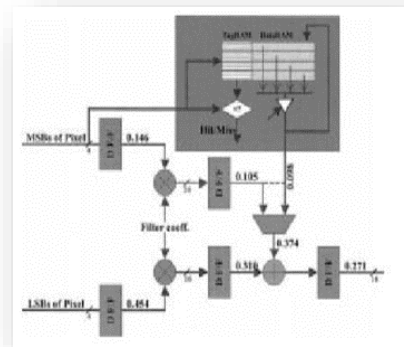 TagRAM DataRAM
Hit/Miss
MSBs of Pixel
0.146
D F/F
0.105
D F/F
0.098
Filter coeff.
0.374
LSBs of Pixel
0.454
D F/F
0.310
D F/F
0.271
D F/F